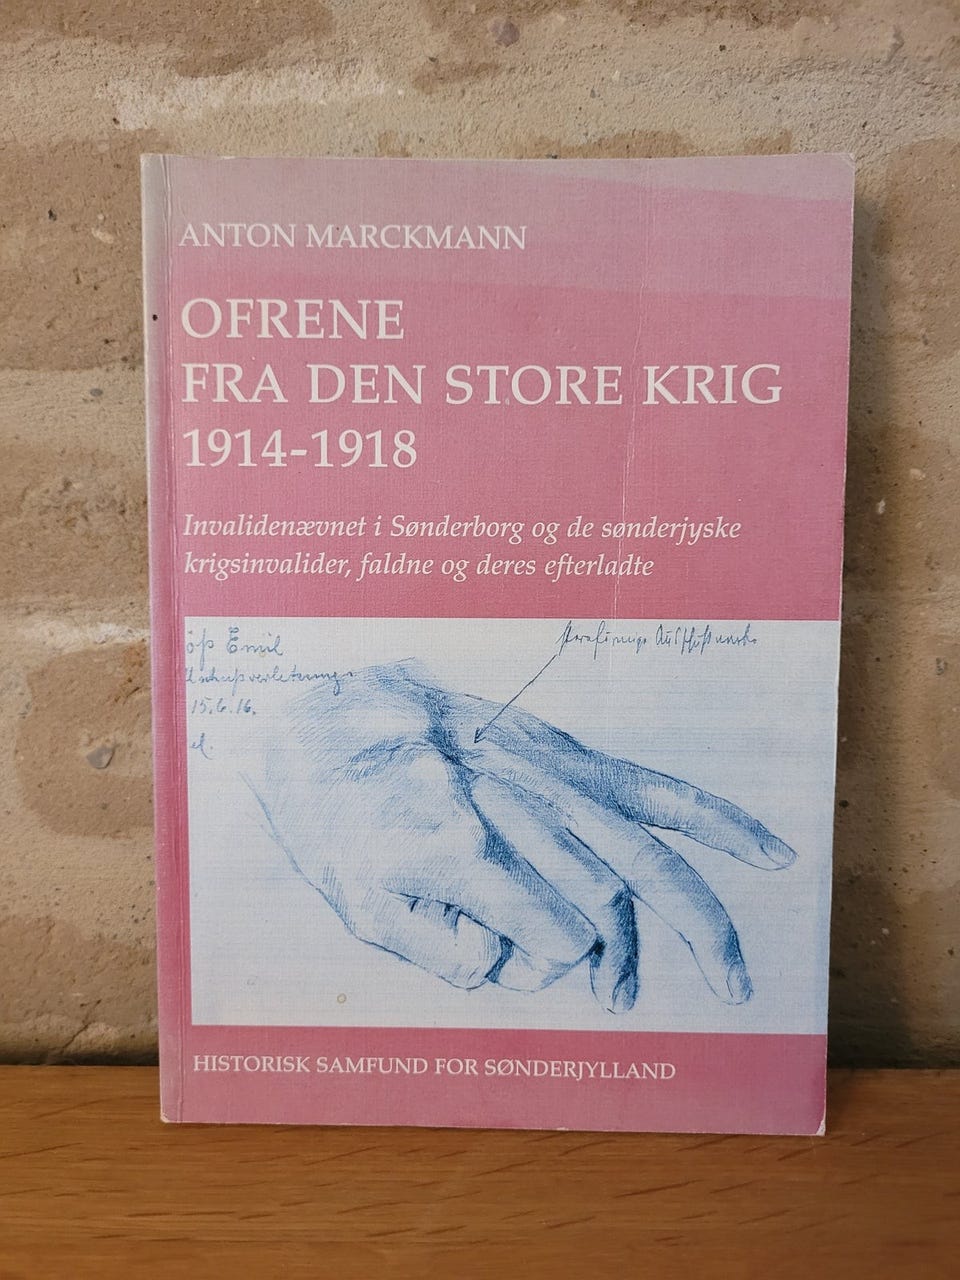 ANTON MARCKMANN
OFRENE
FRA DEN STORE KRIG
1914-1918
Invalidenævnet i Sønderborg og de sønderjyske
krigsinvalider, faldne og deres efterladte
Emil
15.6.16.
HISTORISK SAMFUND FOR SØNDERJYLLAND